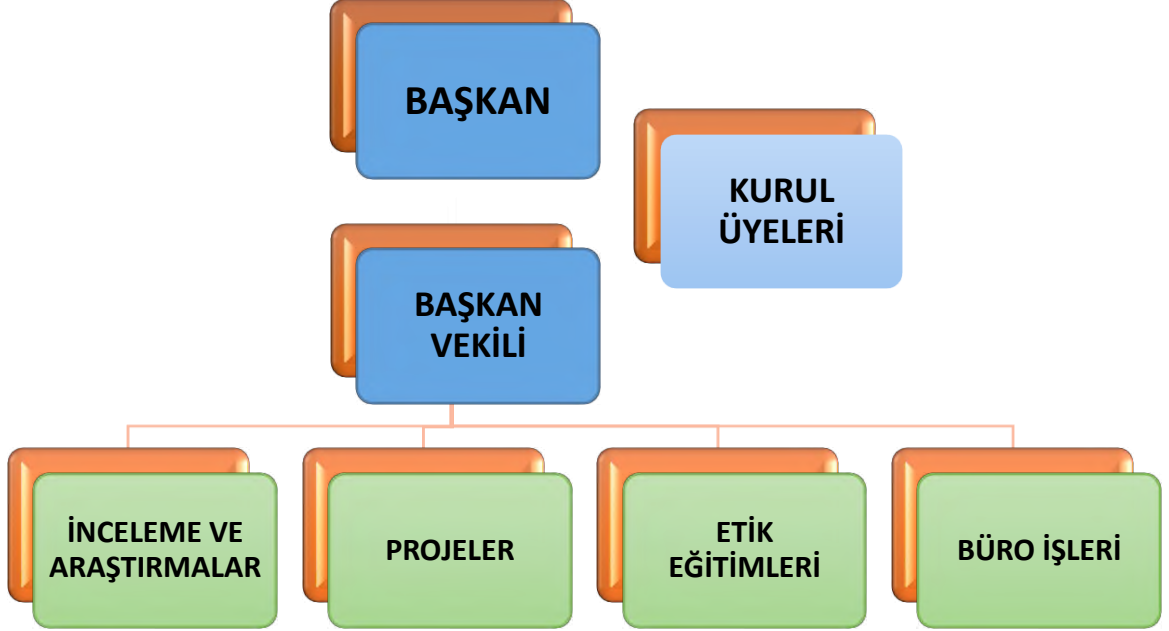 BAŞKAN
KURUL
ÜYELERİ
BAŞKAN
VEKİLİ
İNCELEME VE
ARAŞTIRMALAR
PROJELER
ETİK
EĞİTİMLERİ
BÜRO İŞLERİ